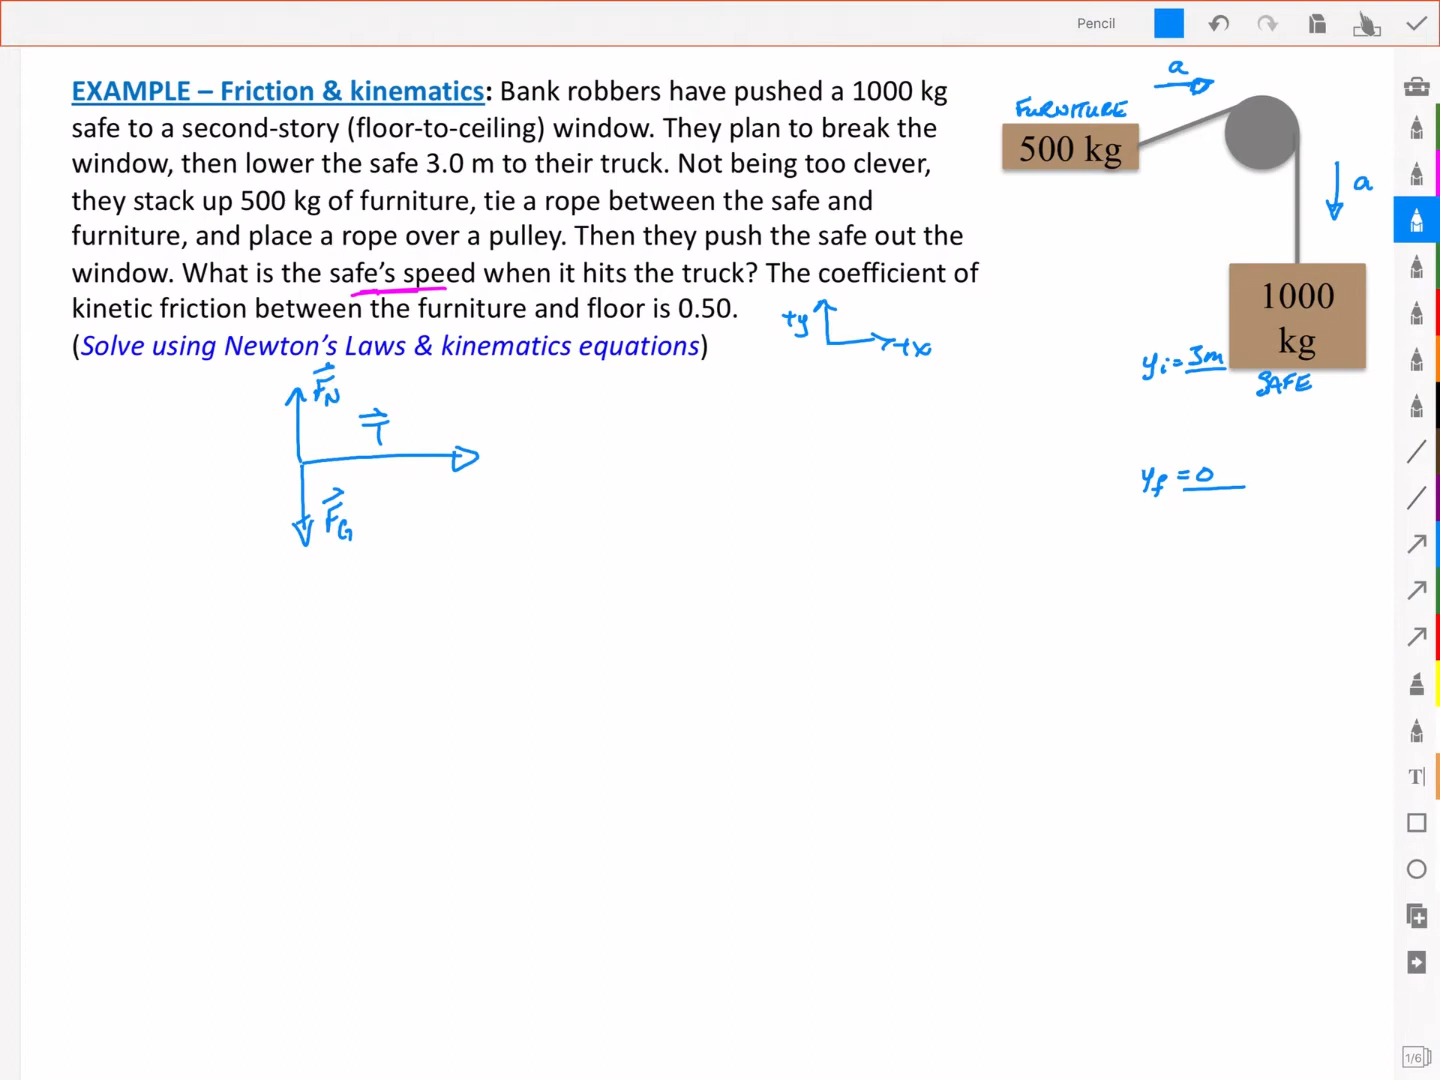 Pencil
EXAMPLE – Friction & kinematics: Bank robbers have pushed a 1000 kg
safe to a second-story (floor-to-ceiling) window. They plan to break the
window, then lower the safe 3.0 m to their truck. Not being too clever,
they stack up 500 kg of furniture, tie a rope between the safe and
furniture, and place a rope over a pulley. Then they push the safe out the
window. What is the safe's speed when it hits the truck? The coefficient of
kinetic friction between the furniture and floor is 0.50.
(Solve using Newton's Laws & kinematics equations)
a
FURNITURE
500 kg
a
1000
kg
SAFE
+y
+x
yi = 3m
yf = 0
FN
T
FG
T
1/6